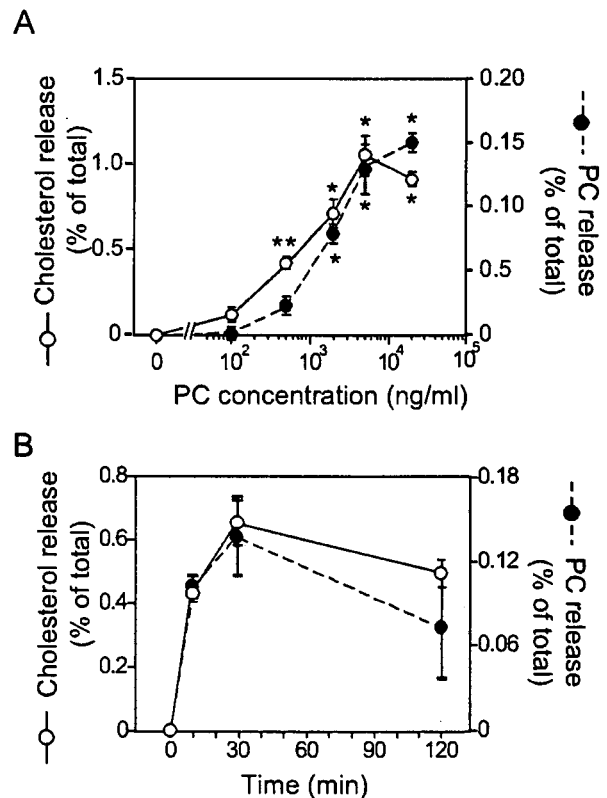 A
Cholesterol release
(% of total)
1.5
1.0
0.5
0
0.20
0.15
0.10
0.5
0
PC release
(% of total)
* *
* **
* *
* *
0 10² 10³ 10⁴ 10⁵
PC concentration (ng/ml)
B
Cholesterol release
(% of total)
0.8
0.6
0.4
0.2
0
0.18
0.12
0.06
0
PC release
(% of total)
0 30 60 90 120
Time (min)